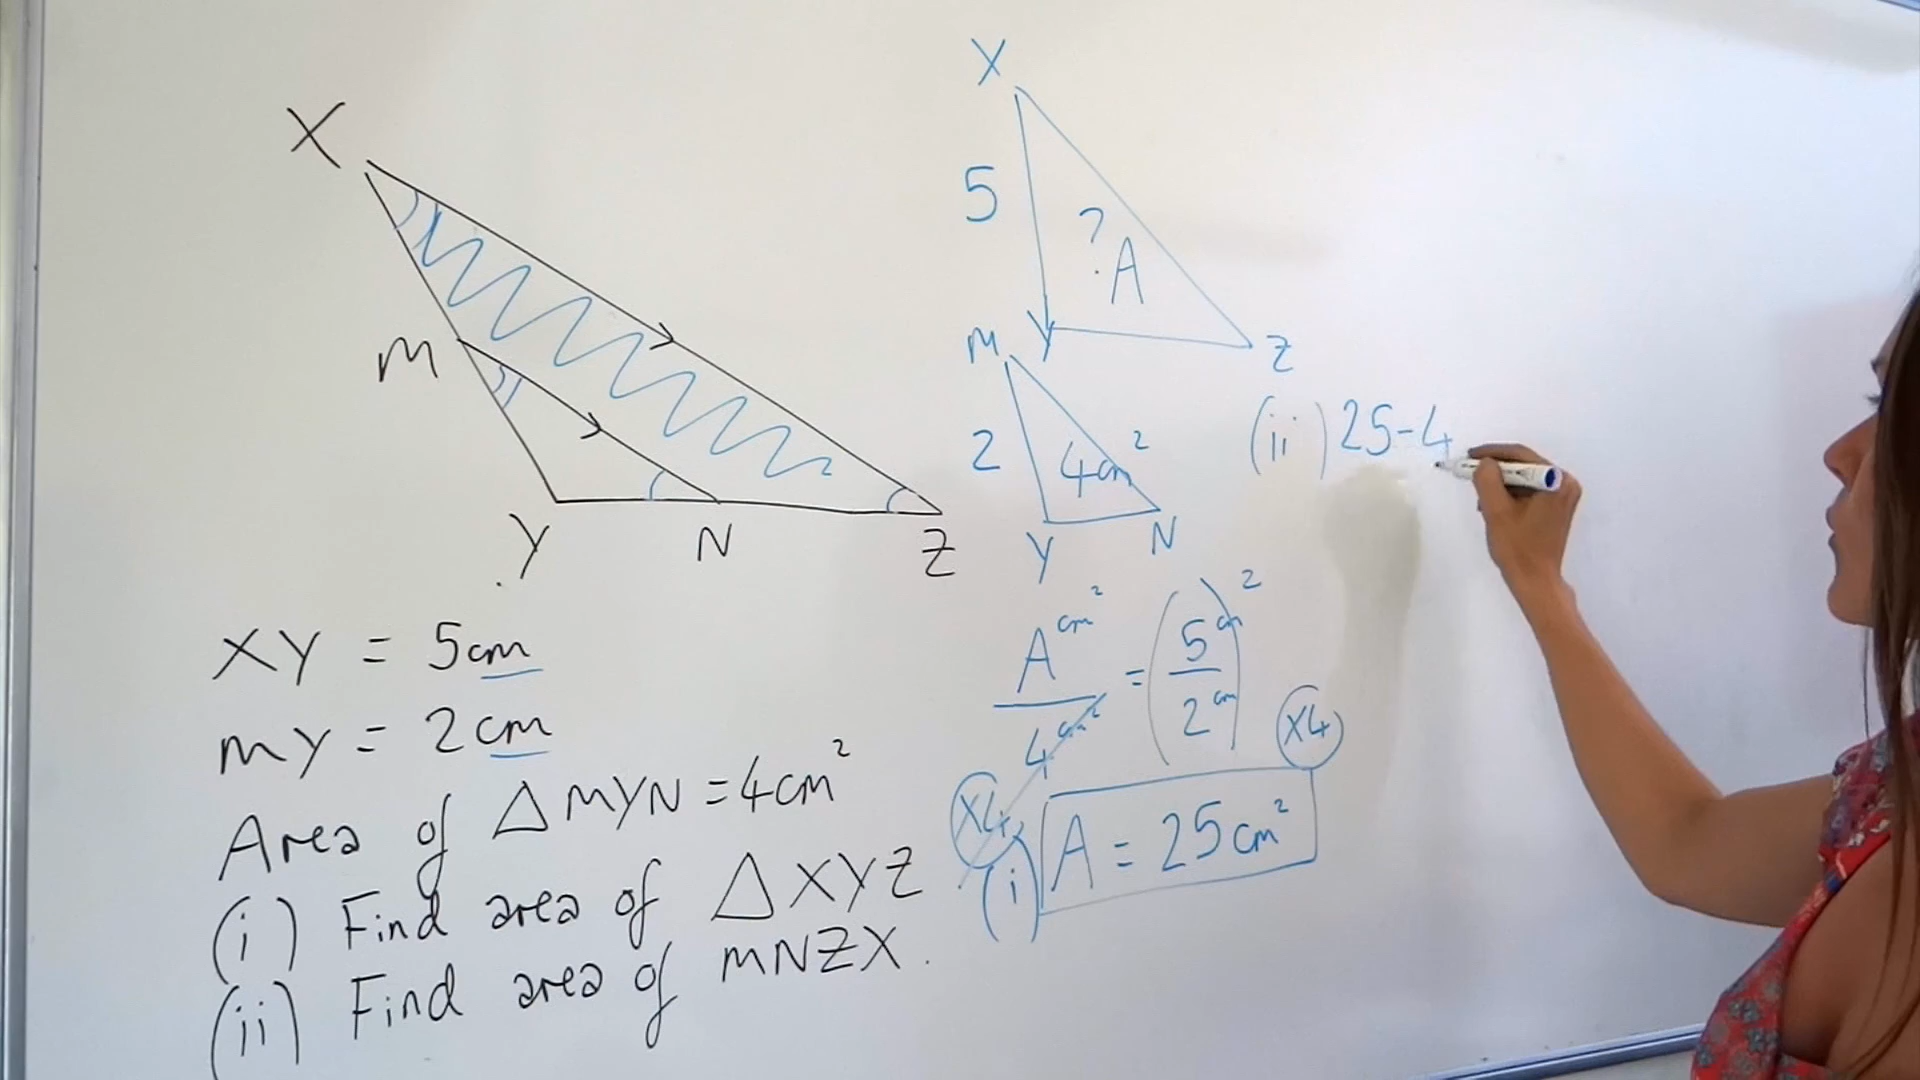 X
M
Y N Z
XY = 5cm
MY = 2cm
Area of △MYN = 4cm²
(i) Find area of △XYZ
(ii) Find area of MNZX.
X
5
? A
Y Z
M
2
4cm²
Y N
(ii) 25-4
A cm² / 4 cm² = (5 cm / 2 cm)²
x4 x4
(i) A = 25cm²